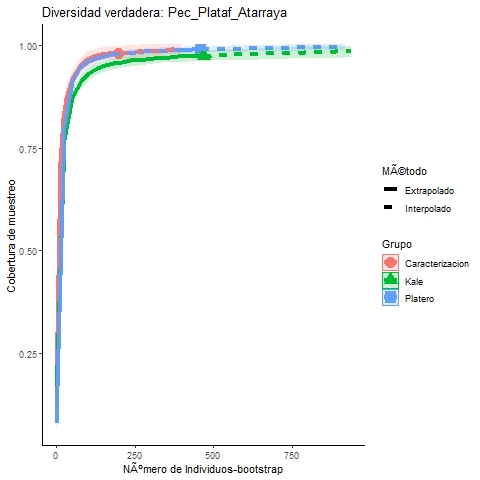 Diversidad verdadera: Pec_Plataf_Atarraya
1.00
0.75
0.50
0.25
Cobertura de muestreo
0
250
500
750
NÃºmero de Individuos-bootstrap
MÃ©todo
Extrapolado
Interpolado
Grupo
Caracterizacion
Kale
Platero